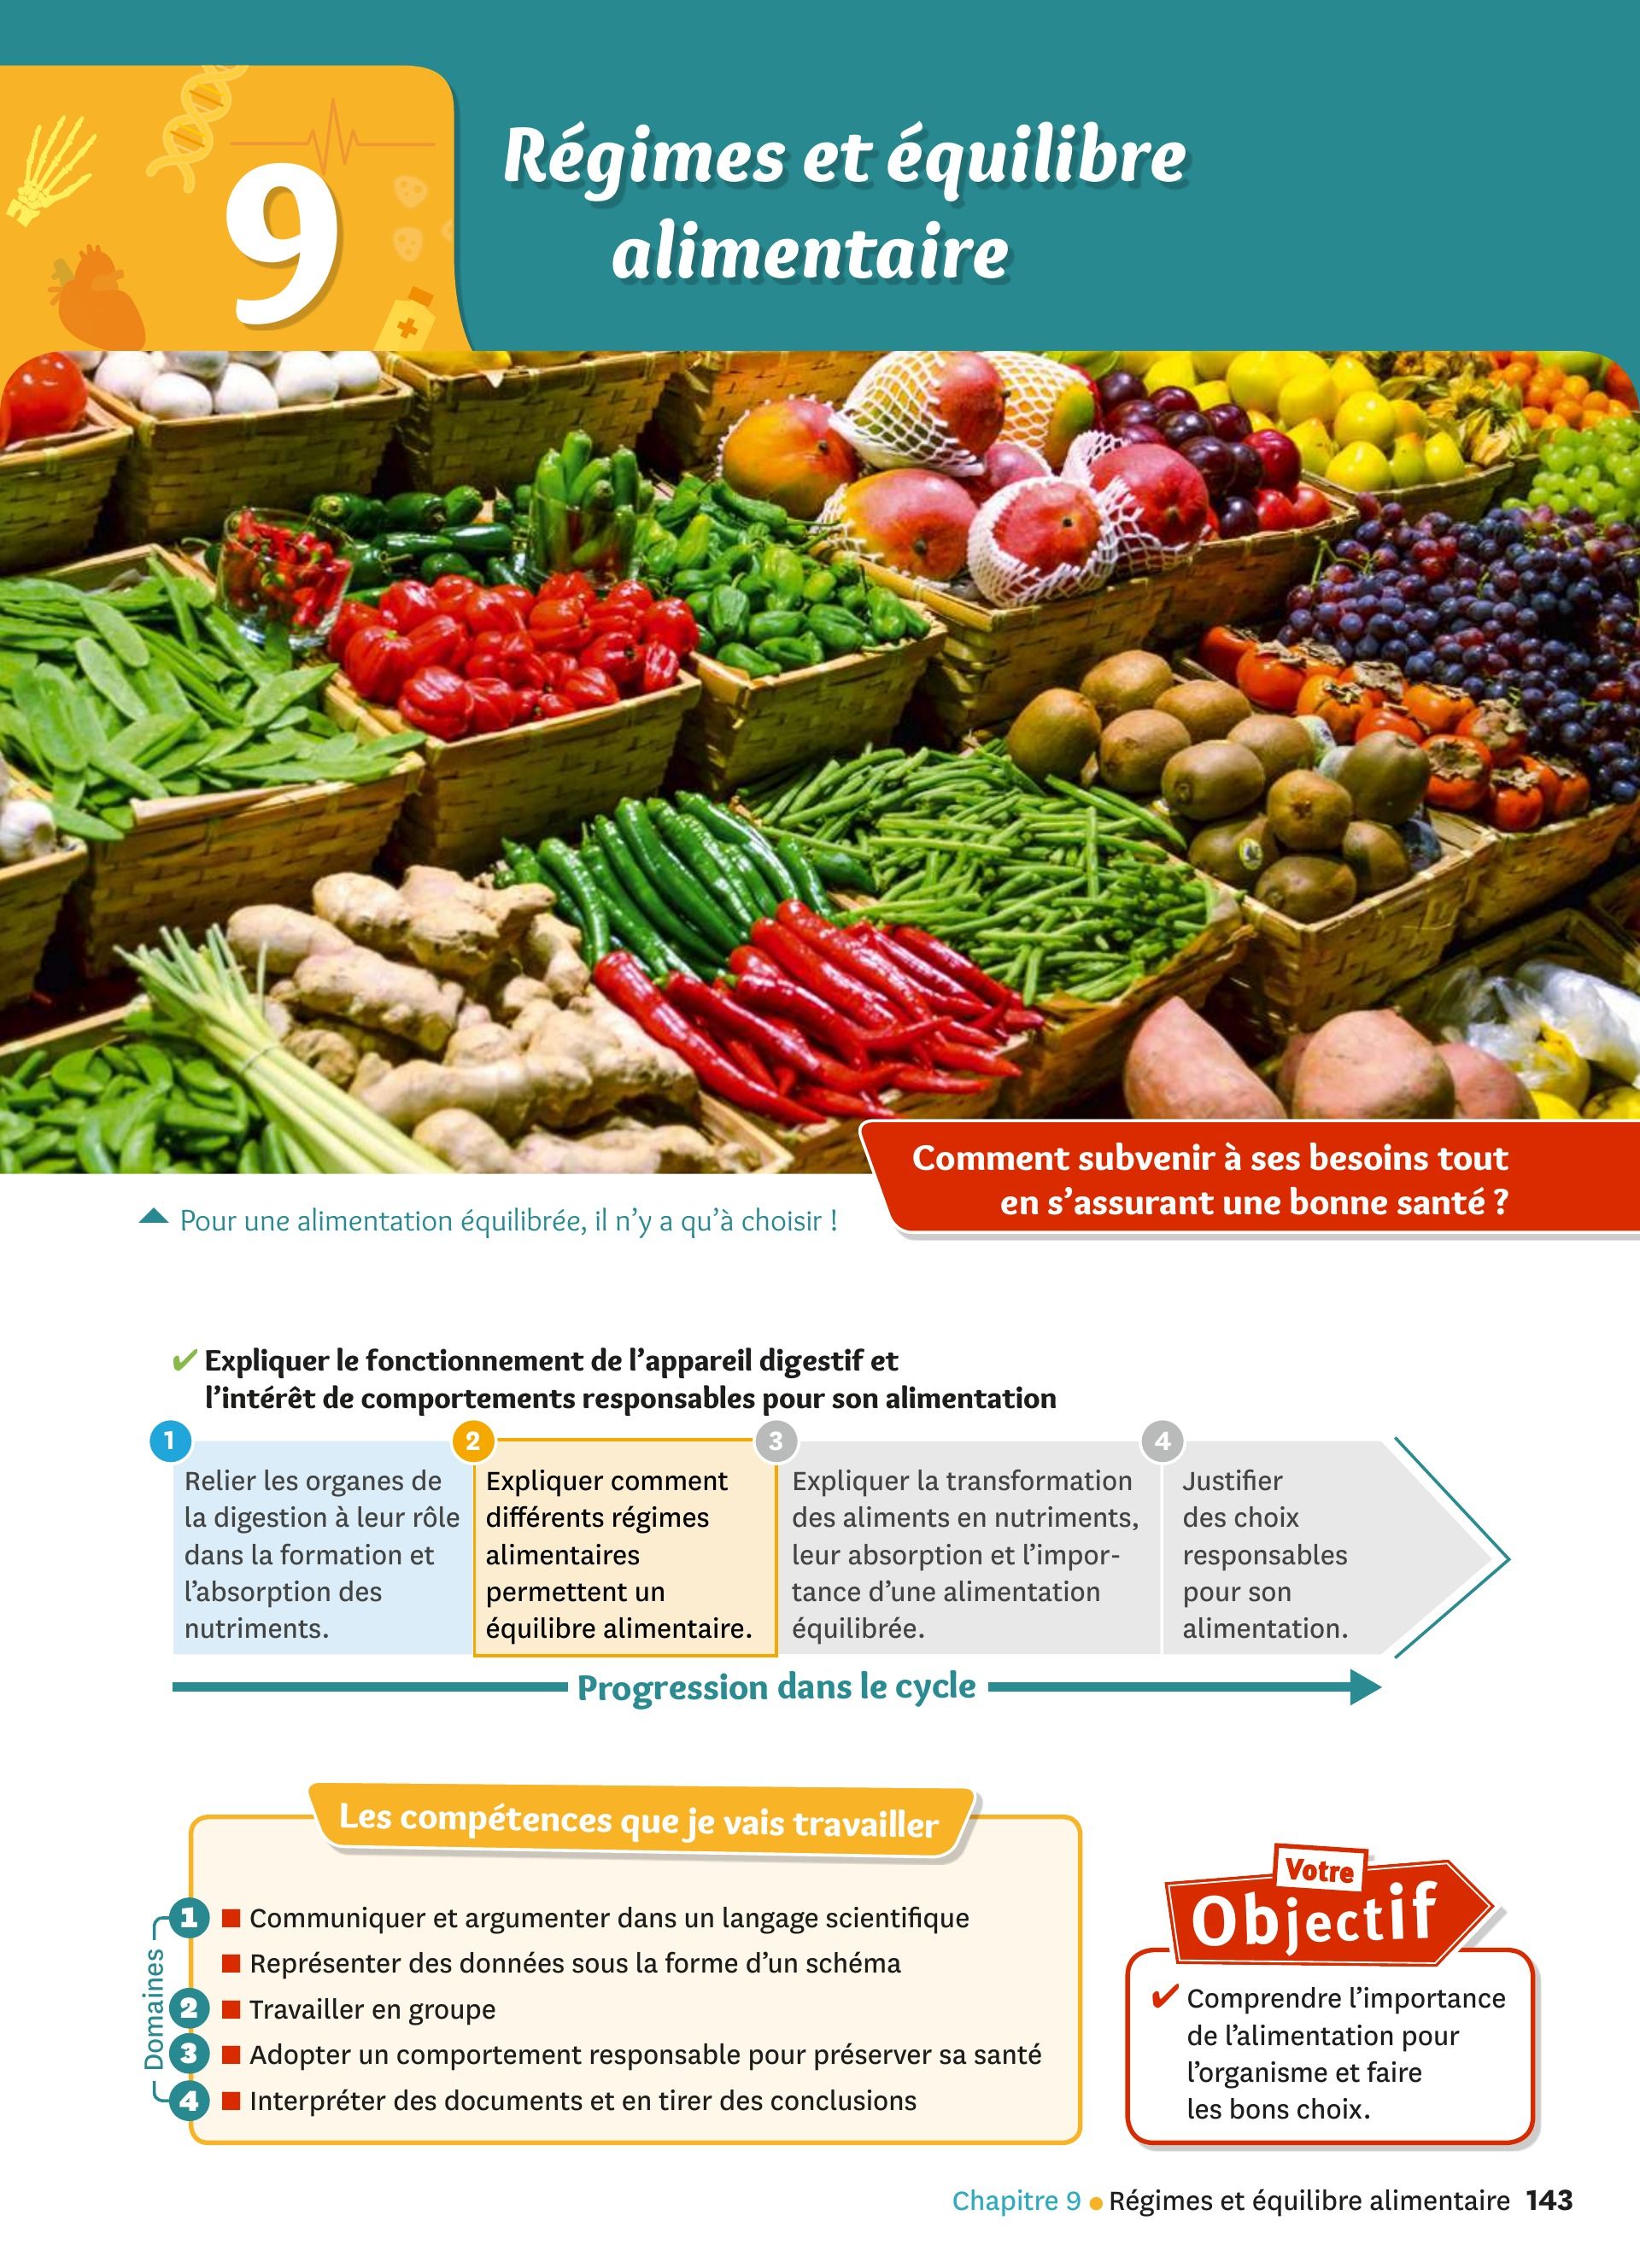 9
Régimes et équilibre
alimentaire
Comment subvenir à ses besoins tout
en s'assurant une bonne santé ?
Pour une alimentation équilibrée, il n'y a qu'à choisir !
✔ Expliquer le fonctionnement de l'appareil digestif et
l'intérêt de comportements responsables pour son alimentation
1
Relier les organes de
la digestion à leur rôle
dans la formation et
l'absorption des
nutriments.
2
Expliquer comment
différents régimes
alimentaires
permettent un
équilibre alimentaire.
3
Expliquer la transformation
des aliments en nutriments,
leur absorption et l'impor-
tance d'une alimentation
équilibrée.
4
Justifier
des choix
responsables
pour son
alimentation.
Progression dans le cycle
Les compétences que je vais travailler
Domaines
1 ■ Communiquer et argumenter dans un langage scientifique
■ Représenter des données sous la forme d'un schéma
2 ■ Travailler en groupe
3 ■ Adopter un comportement responsable pour préserver sa santé
4 ■ Interpréter des documents et en tirer des conclusions
Votre
Objectif
✔ Comprendre l'importance
de l'alimentation pour
l'organisme et faire
les bons choix.
Chapitre 9 ● Régimes et équilibre alimentaire 143